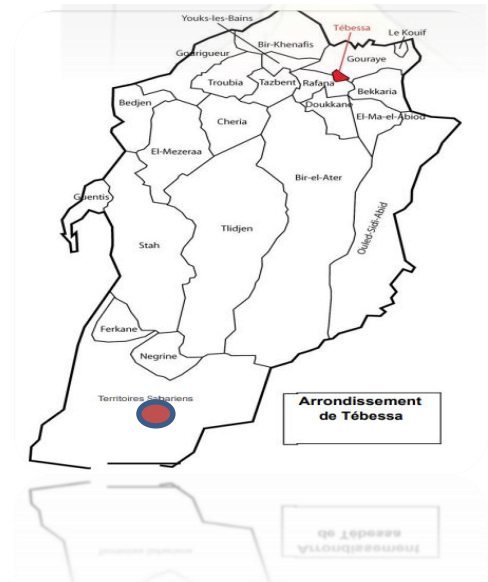 Youks-les-Bains
Tébessa
Le Kouif
Bir-Khenafis
Gourigueur
Gouraye
Troubia
Tazbent
Rafana
Bekkaria
Bedjen
Doukkane
Cheria
El-Ma-el-Abiod
El-Mezeraa
Bir-el-Ater
Guentis
Ouled-Sidi-Abid
Tlidjen
Stah
Ferkane
Negrine
Territoires Sahariens
Arrondissement
de Tébessa